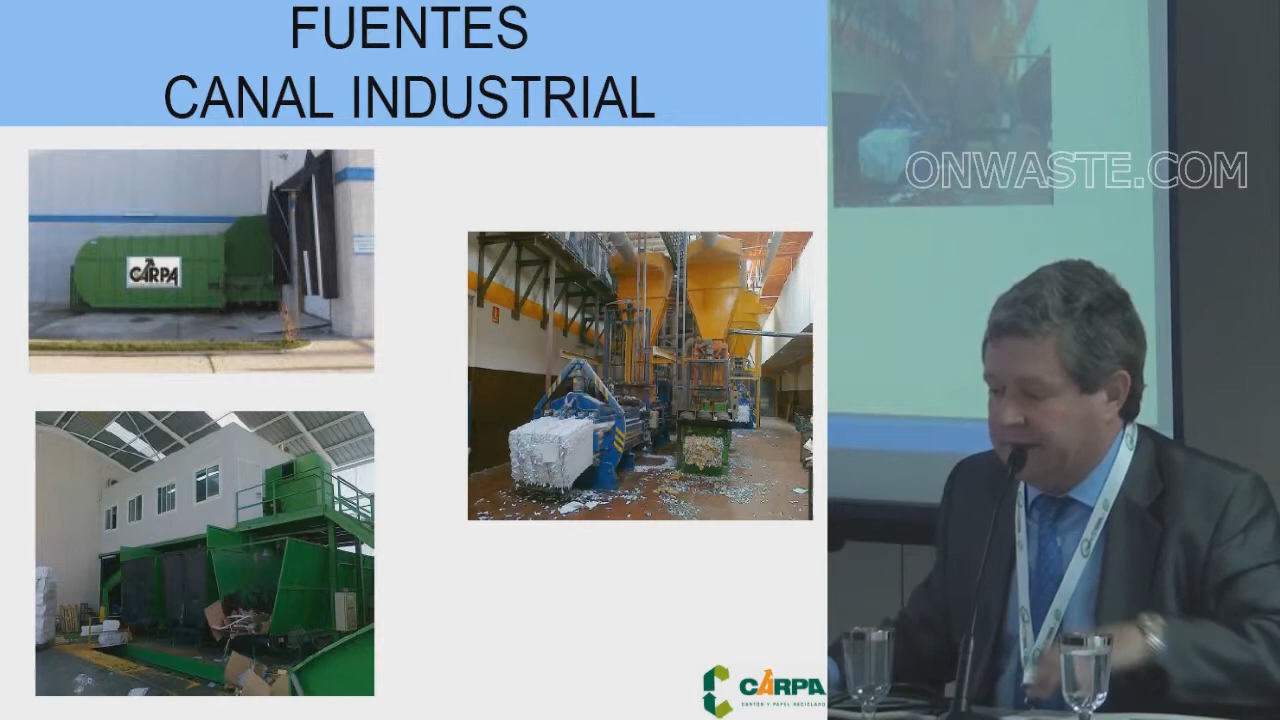 FUENTES
CANAL INDUSTRIAL
CARPA
ONWASTE.COM
CARPA
CARTÓN Y PAPEL RECICLADO